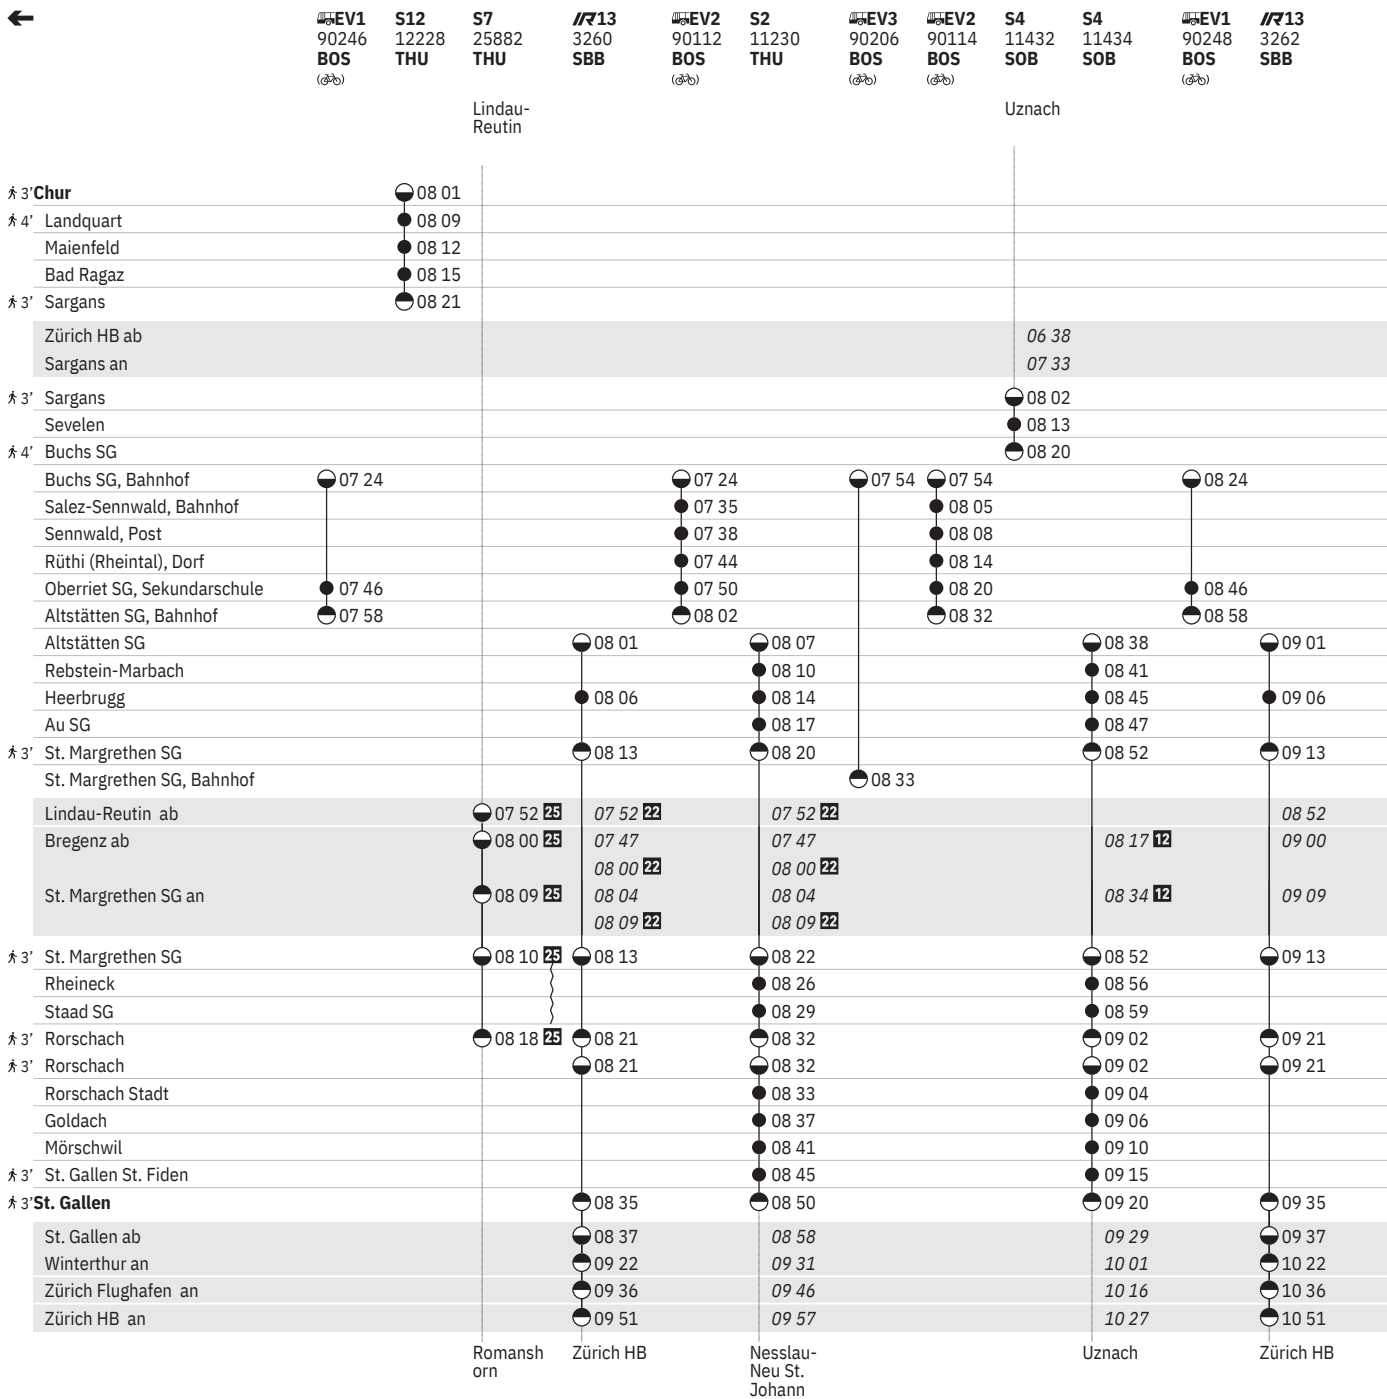 EV1 S12 S7 IR13 EV2 S2 EV3 EV2 S4 S4 EV1 IR13
90246 12228 25882 3260 90112 11230 90206 90114 11432 11434 90248 3262
BOS THU THU SBB BOS THU BOS BOS SOB SOB BOS SBB
Lindau- Uznach
Reutin
3' Chur 08 01
4' Landquart 08 09
Maienfeld 08 12
Bad Ragaz 08 15
3' Sargans 08 21
Zürich HB ab 06 38
Sargans an 07 33
3' Sargans 08 02
Sevelen 08 13
4' Buchs SG 08 20
Buchs SG, Bahnhof 07 24 07 24 07 54 07 54 08 24
Salez-Sennwald, Bahnhof 07 35 08 05
Sennwald, Post 07 38 08 08
Rüthi (Rheintal), Dorf 07 44 08 14
Oberriet SG, Sekundarschule 07 46 07 50 08 20 08 46
Altstätten SG, Bahnhof 07 58 08 02 08 32 08 58
Altstätten SG 08 01 08 07 08 38 09 01
Rebstein-Marbach 08 10 08 41
Heerbrugg 08 06 08 14 08 45 09 06
Au SG 08 17 08 47
3' St. Margrethen SG 08 13 08 20 08 52 09 13
St. Margrethen SG, Bahnhof 08 33
Lindau-Reutin ab 07 52 25 07 52 22 07 52 22 08 52
Bregenz ab 08 00 25 07 47 07 47 08 17 12 09 00
08 00 22 08 00 22
St. Margrethen SG an 08 09 25 08 04 08 04 08 34 12 09 09
08 09 22 08 09 22
3' St. Margrethen SG 08 10 25 08 13 08 22 08 52 09 13
Rheineck 08 26 08 56
Staad SG 08 29 08 59
3' Rorschach 08 18 25 08 21 08 32 09 02 09 21
3' Rorschach 08 21 08 32 09 02 09 21
Rorschach Stadt 08 33 09 04
Goldach 08 37 09 06
Mörschwil 08 41 09 10
3' St. Gallen St. Fiden 08 45 09 15
3' St. Gallen 08 35 08 50 09 20 09 35
St. Gallen ab 08 37 08 58 09 29 09 37
Winterthur an 09 22 09 31 10 01 10 22
Zürich Flughafen an 09 36 09 46 10 16 10 36
Zürich HB an 09 51 09 57 10 27 10 51
Romansh Zürich HB Nesslau- Uznach Zürich HB
orn Neu St.
Johann